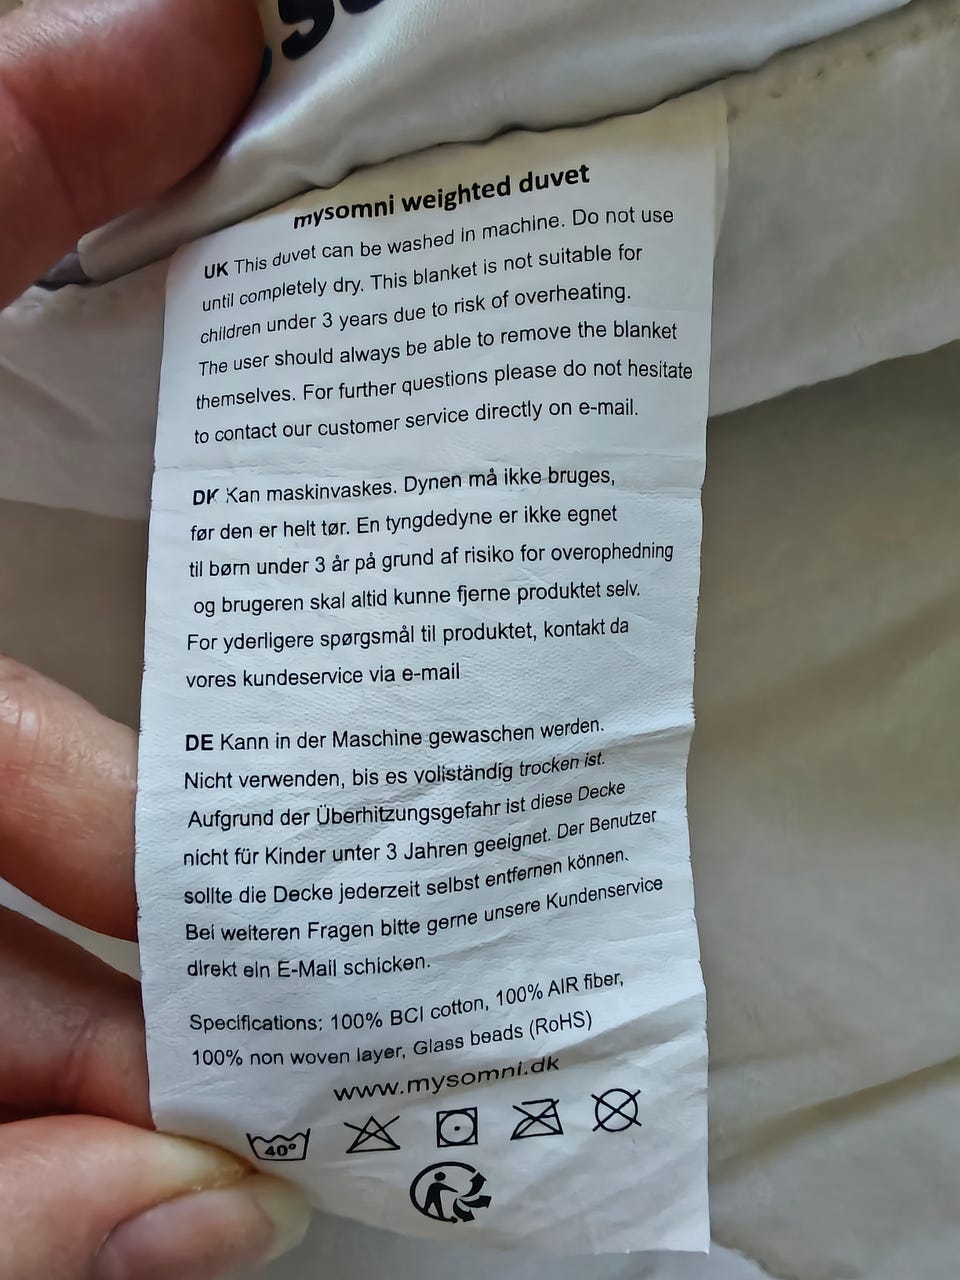 mysomni weighted duvet
UK This duvet can be washed in machine. Do not use
until completely dry. This blanket is not suitable for
children under 3 years due to risk of overheating.
The user should always be able to remove the blanket
themselves. For further questions please do not hesitate
to contact our customer service directly on e-mail.
DK Kan maskinvaskes. Dynen må ikke bruges,
før den er helt tør. En tyngdedyne er ikke egnet
til børn under 3 år på grund af risiko for overophedning
og brugeren skal altid kunne fjerne produktet selv.
For yderligere spørgsmål til produktet, kontakt da
vores kundeservice via e-mail
DE Kann in der Maschine gewaschen werden.
Nicht verwenden, bis es vollständig trocken ist.
Aufgrund der Überhitzungsgefahr ist diese Decke
nicht für Kinder unter 3 Jahren geeignet. Der Benutzer
sollte die Decke jederzeit selbst entfernen können.
Bei weiteren Fragen bitte gerne unsere Kundenservice
direkt ein E-Mail schicken.
Specifications: 100% BCI cotton, 100% AIR fiber,
100% non woven layer, Glass beads (RoHS)
www.mysomni.dk
40°